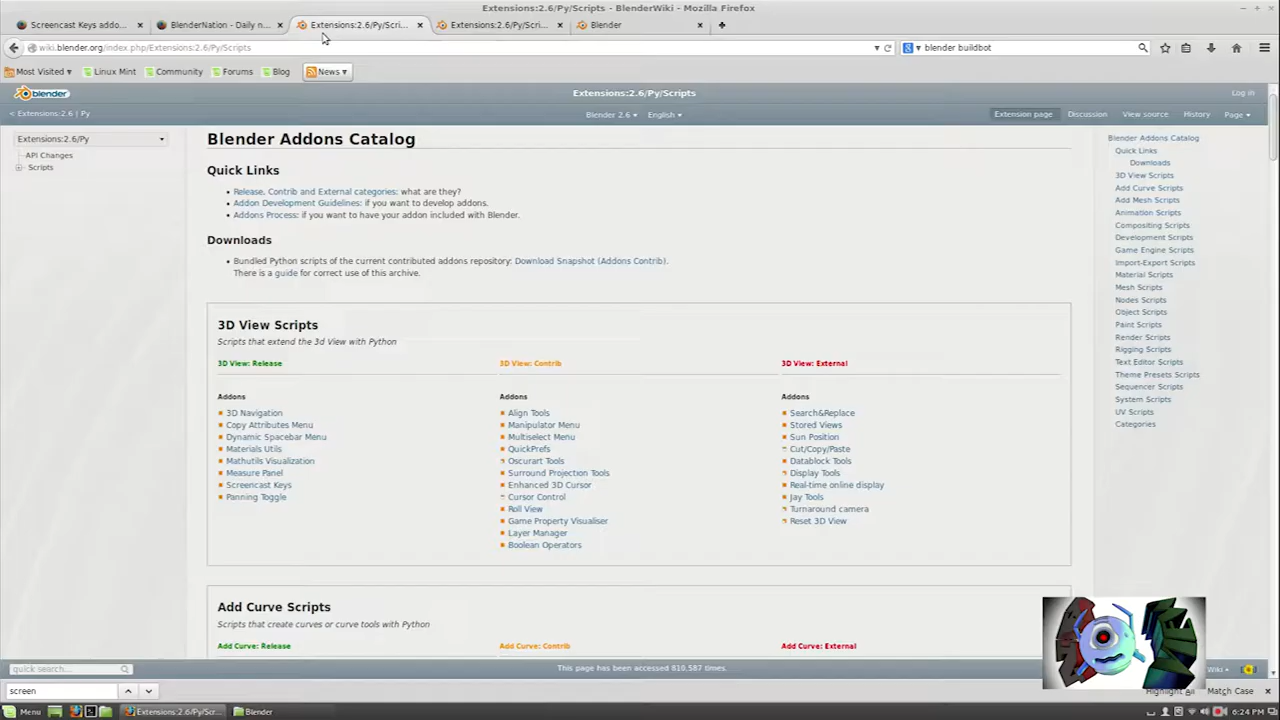 Extensions:2.6/Py/Scripts - BlenderWiki - Mozilla Firefox
Screencast Keys addo...
BlenderNation - Daily n...
Extensions:2.6/Py/Scri...
Extensions:2.6/Py/Scri...
Blender
wiki.blender.org/index.php/Extensions:2.6/Py/Scripts
blender buildbot
Most Visited
Linux Mint
Community
Forums
Blog
News
blender
Extensions:2.6/Py/Scripts
Log in
< Extensions:2.6 | Py
Blender 2.6
English
Extension page
Discussion
View source
History
Page
Extensions:2.6/Py
API Changes
Scripts
Blender Addons Catalog
Quick Links
Release, Contrib and External categories: what are they?
Addon Development Guidelines: if you want to develop addons.
Addons Process: if you want to have your addon included with Blender.
Downloads
Bundled Python scripts of the current contributed addons repository: Download Snapshot (Addons Contrib).
There is a guide for correct use of this archive.
3D View Scripts
Scripts that extend the 3d View with Python
3D View: Release
Addons
3D Navigation
Copy Attributes Menu
Dynamic Spacebar Menu
Materials Utils
Mathutils Visualization
Measure Panel
Screencast Keys
Panning Toggle
3D View: Contrib
Addons
Align Tools
Manipulator Menu
Multiselect Menu
QuickPrefs
Oscurart Tools
Surround Projection Tools
Enhanced 3D Cursor
Cursor Control
Roll View
Game Property Visualiser
Layer Manager
Boolean Operators
3D View: External
Addons
Search&Replace
Stored Views
Sun Position
Cut/Copy/Paste
Datablock Tools
Display Tools
Real-time online display
Jay Tools
Turnaround camera
Reset 3D View
Add Curve Scripts
Scripts that create curves or curve tools with Python
Add Curve: Release
Add Curve: Contrib
Add Curve: External
Blender Addons Catalog
Quick Links
Downloads
3D View Scripts
Add Curve Scripts
Add Mesh Scripts
Animation Scripts
Compositing Scripts
Development Scripts
Game Engine Scripts
Import-Export Scripts
Material Scripts
Mesh Scripts
Nodes Scripts
Object Scripts
Paint Scripts
Render Scripts
Rigging Scripts
Text Editor Scripts
Theme Presets Scripts
Sequencer Scripts
System Scripts
UV Scripts
Categories
quick search...
This page has been accessed 810,587 times.
Wiki
screen
Highlight All
Match Case
Menu
Extensions:2.6/Py/Scr...
Blender
6:24 PM